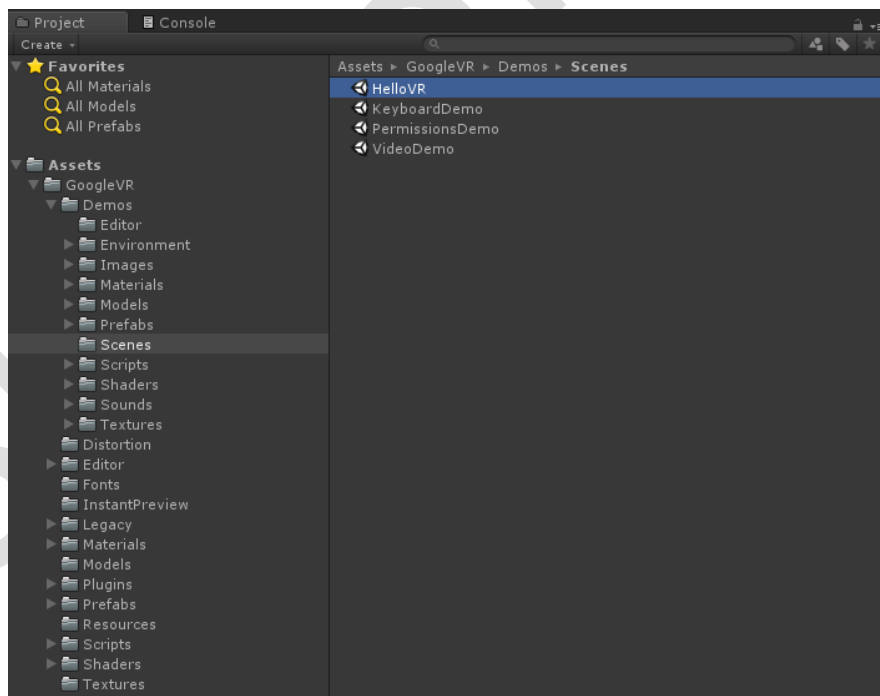 Project Console
Create
Favorites
All Materials
All Models
All Prefabs
Assets
GoogleVR
Demos
Editor
Environment
Images
Materials
Models
Prefabs
Scenes
Scripts
Shaders
Sounds
Textures
Distortion
Editor
Fonts
InstantPreview
Legacy
Materials
Models
Plugins
Prefabs
Resources
Scripts
Shaders
Textures
Assets ▸ GoogleVR ▸ Demos ▸ Scenes
HelloVR
KeyboardDemo
PermissionsDemo
VideoDemo